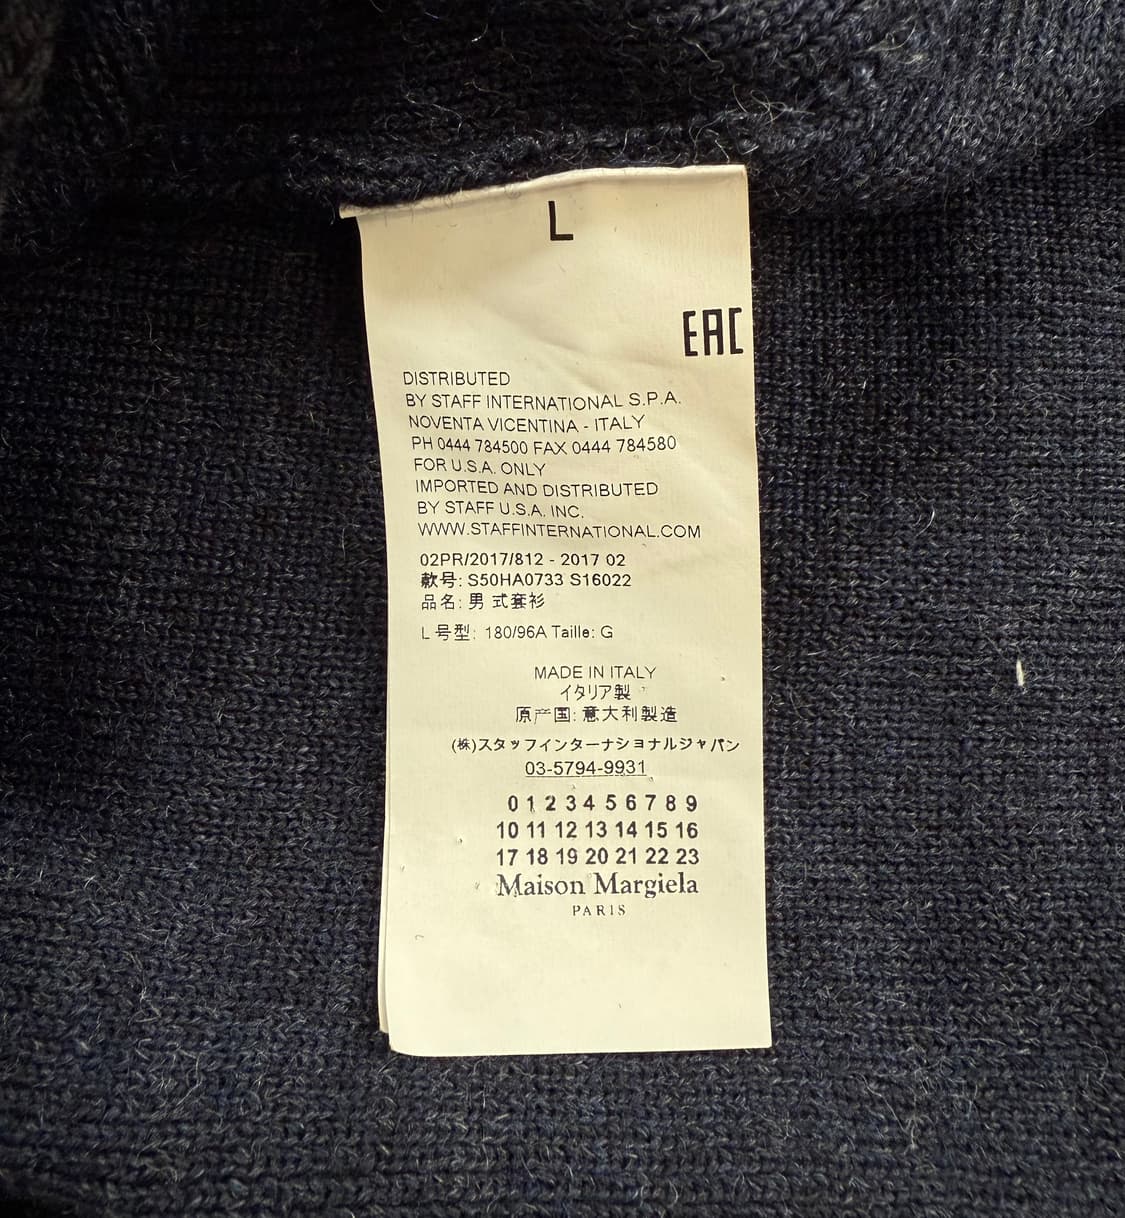 L
EAC
DISTRIBUTED
BY STAFF INTERNATIONAL S.P.A.
NOVENTA VICENTINA - ITALY
PH 0444 784500 FAX 0444 784580
FOR U.S.A. ONLY
IMPORTED AND DISTRIBUTED
BY STAFF U.S.A. INC.
WWW.STAFFINTERNATIONAL.COM
02PR/2017/812 - 2017 02
款号: S50HA0733 S16022
品名: 男 式套衫
L 号型: 180/96A Taille: G
MADE IN ITALY
イタリア製
原产国: 意大利製造
(株)スタッフインターナショナルジャパン
03-5794-9931
0 1 2 3 4 5 6 7 8 9
10 11 12 13 14 15 16
17 18 19 20 21 22 23
Maison Margiela
PARIS